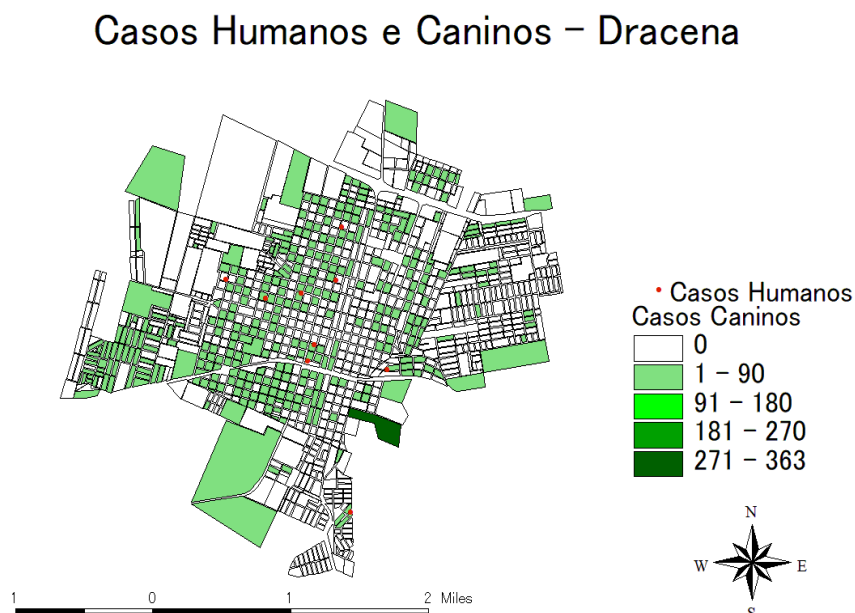 Casos Humanos e Caninos – Dracena
Casos Humanos
Casos Caninos
0
1 – 90
91 – 180
181 – 270
271 – 363
N
W E
S
1 0 1 2 Miles